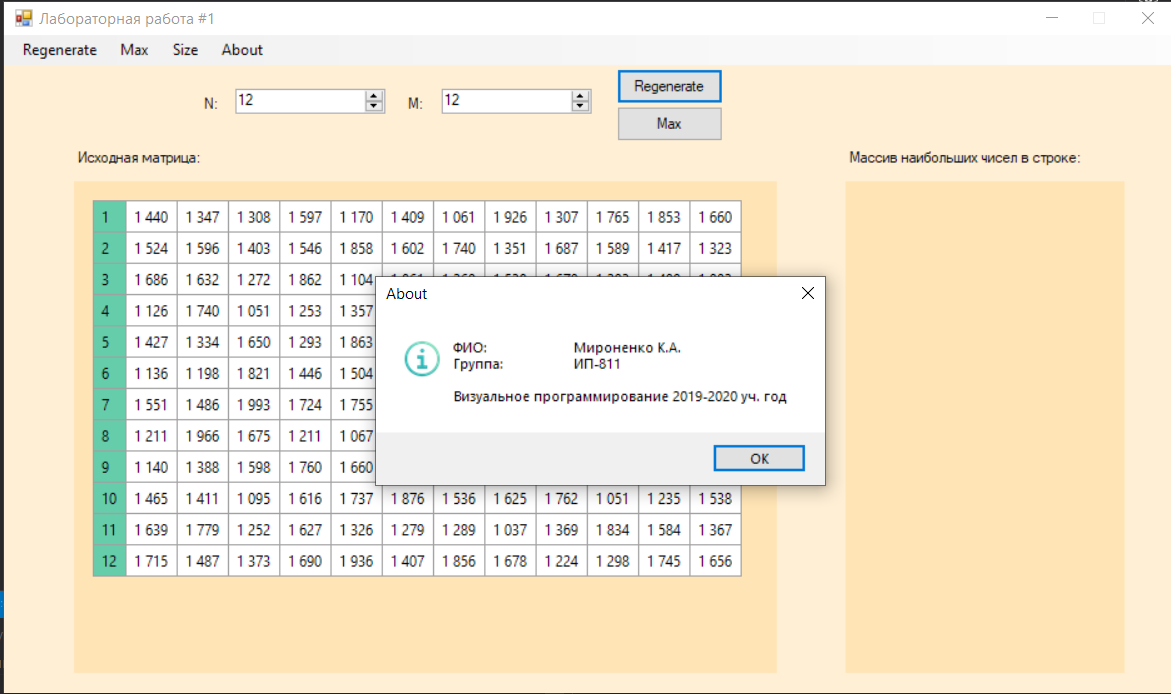 Лабораторная работа #1
Regenerate Max Size About
N: 12 M: 12 Regenerate
Max
Исходная матрица: Массив наибольших чисел в строке:
1 1 440 1 347 1 308 1 597 1 170 1 409 1 061 1 926 1 307 1 765 1 853 1 660
2 1 524 1 596 1 403 1 546 1 858 1 602 1 740 1 351 1 687 1 589 1 417 1 323
3 1 686 1 632 1 272 1 862 1 104
4 1 126 1 740 1 051 1 253 1 357
5 1 427 1 334 1 650 1 293 1 863
6 1 136 1 198 1 821 1 446 1 504
7 1 551 1 486 1 993 1 724 1 755
8 1 211 1 966 1 675 1 211 1 067
9 1 140 1 388 1 598 1 760 1 660
10 1 465 1 411 1 095 1 616 1 737 1 876 1 536 1 625 1 762 1 051 1 235 1 538
11 1 639 1 779 1 252 1 627 1 326 1 279 1 289 1 037 1 369 1 834 1 584 1 367
12 1 715 1 487 1 373 1 690 1 936 1 407 1 856 1 678 1 224 1 298 1 745 1 656
About
ФИО: Мироненко К.А.
Группа: ИП-811
Визуальное программирование 2019-2020 уч. год
OK